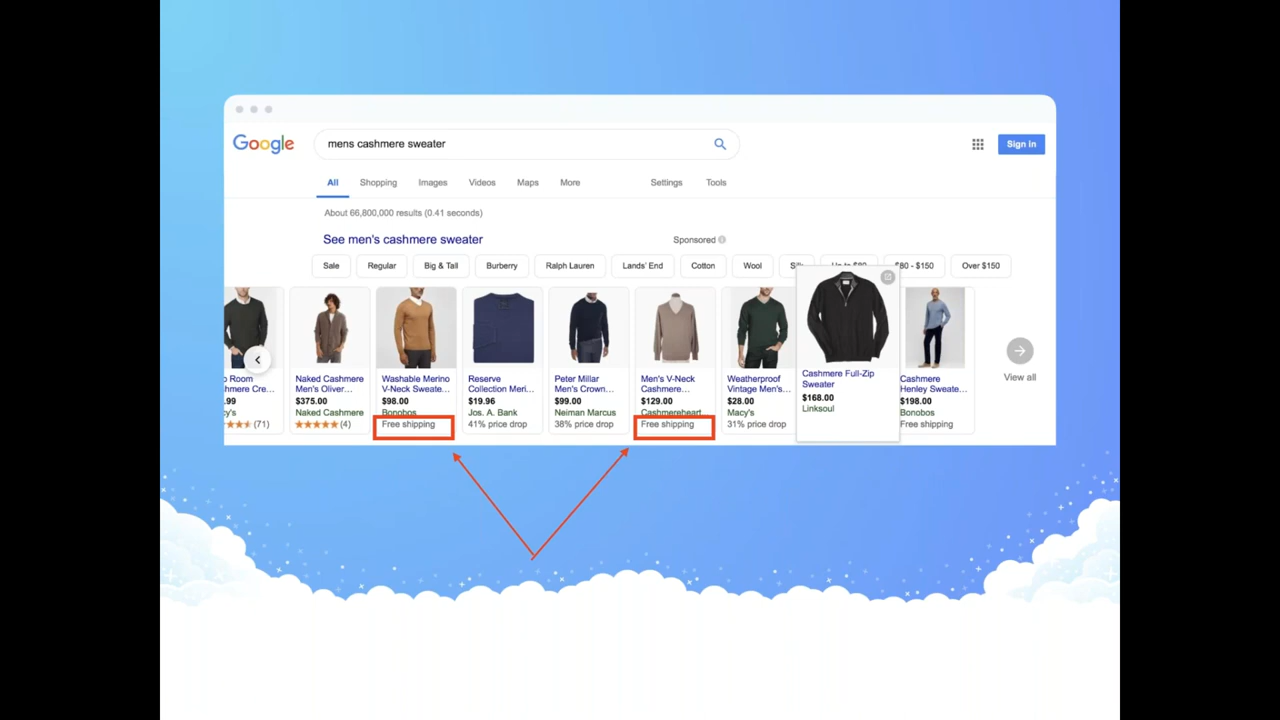 Google
mens cashmere sweater
Sign In
All Shopping Images Videos Maps More Settings Tools
About 66,800,000 results (0.41 seconds)
See men's cashmere sweater
Sponsored
Sale Regular Big & Tall Burberry Ralph Lauren Lands' End Cotton Wool $80 - $150 Over $150
Room
Cashmere Cre...
.99
(71)
Naked Cashmere
Men's Oliver...
$375.00
Naked Cashmere
(4)
Washable Merino
V-Neck Sweate...
$98.00
Bonobos
Free shipping
Reserve
Collection Meri...
$19.96
Jos. A. Bank
41% price drop
Peter Millar
Men's Crown...
$99.00
Neiman Marcus
38% price drop
Men's V-Neck
Cashmere...
$129.00
Cashmereheart...
Free shipping
Weatherproof
Vintage Men's...
$28.00
Macy's
31% price drop
Cashmere Full-Zip
Sweater
$168.00
Linksoul
Cashmere
Henley Sweate...
$198.00
Bonobos
Free shipping
View all